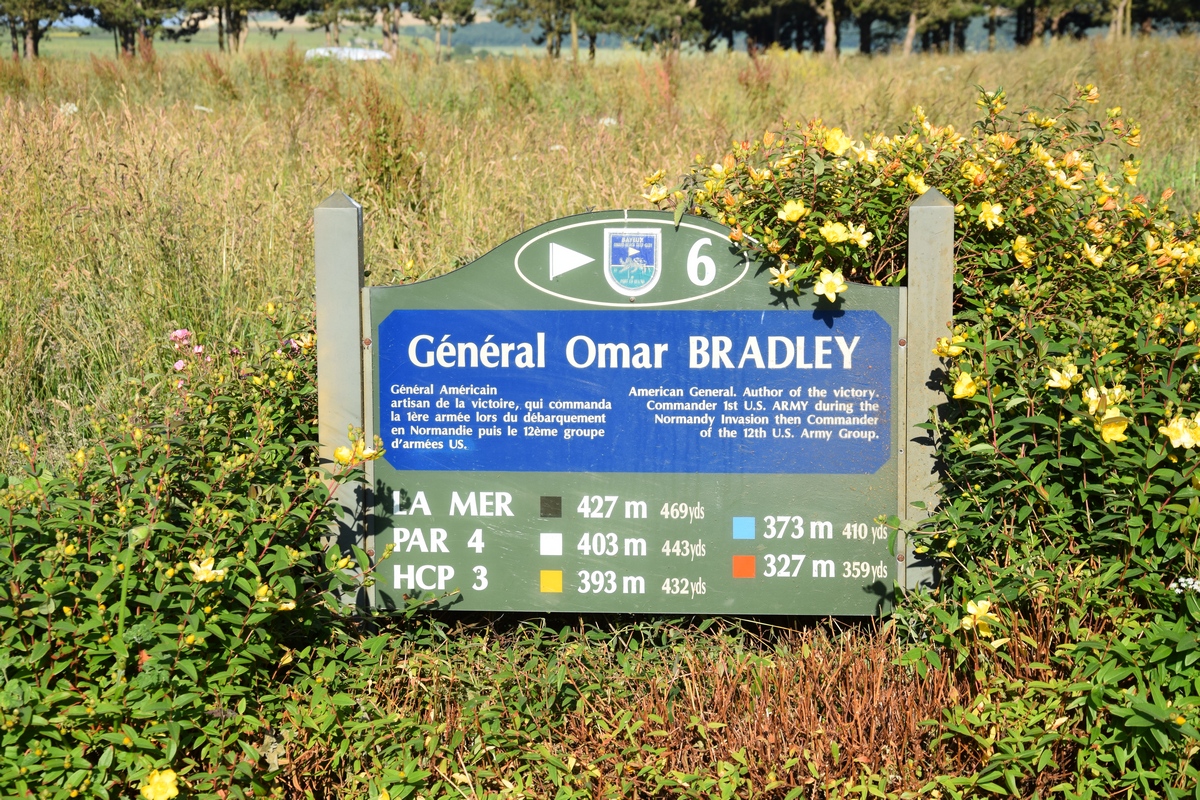 BAYEUX
6
Général Omar BRADLEY
Général Américain
artisan de la victoire, qui commanda
la 1ère armée lors du débarquement
en Normandie puis le 12ème groupe
d'armées US.
American General. Author of the victory.
Commander 1st U.S. ARMY during the
Normandy Invasion then Commander
of the 12th U.S. Army Group.
LA MER
PAR 4
HCP 3
427 m 469yds
403 m 443yds
393 m 432yds
373 m 410 yds
327 m 359yds